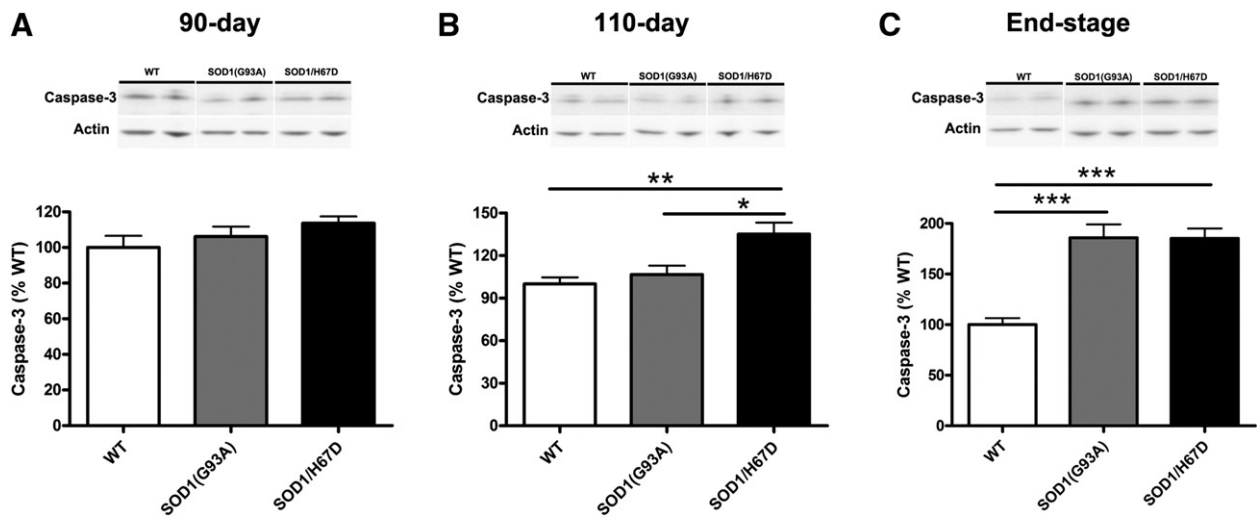 A 90-day
WT SOD1(G93A) SOD1/H67D
Caspase-3
Actin
120
100
80
60
40
20
0
Caspase-3 (% WT)
WT
SOD1(G93A)
SOD1/H67D
B 110-day
WT SOD1(G93A) SOD1/H67D
Caspase-3
Actin
**
*
150
120
90
60
30
0
Caspase-3 (% WT)
WT
SOD1(G93A)
SOD1/H67D
C End-stage
WT SOD1(G93A) SOD1/H67D
Caspase-3
Actin
***
***
200
150
100
50
0
Caspase-3 (% WT)
WT
SOD1(G93A)
SOD1/H67D